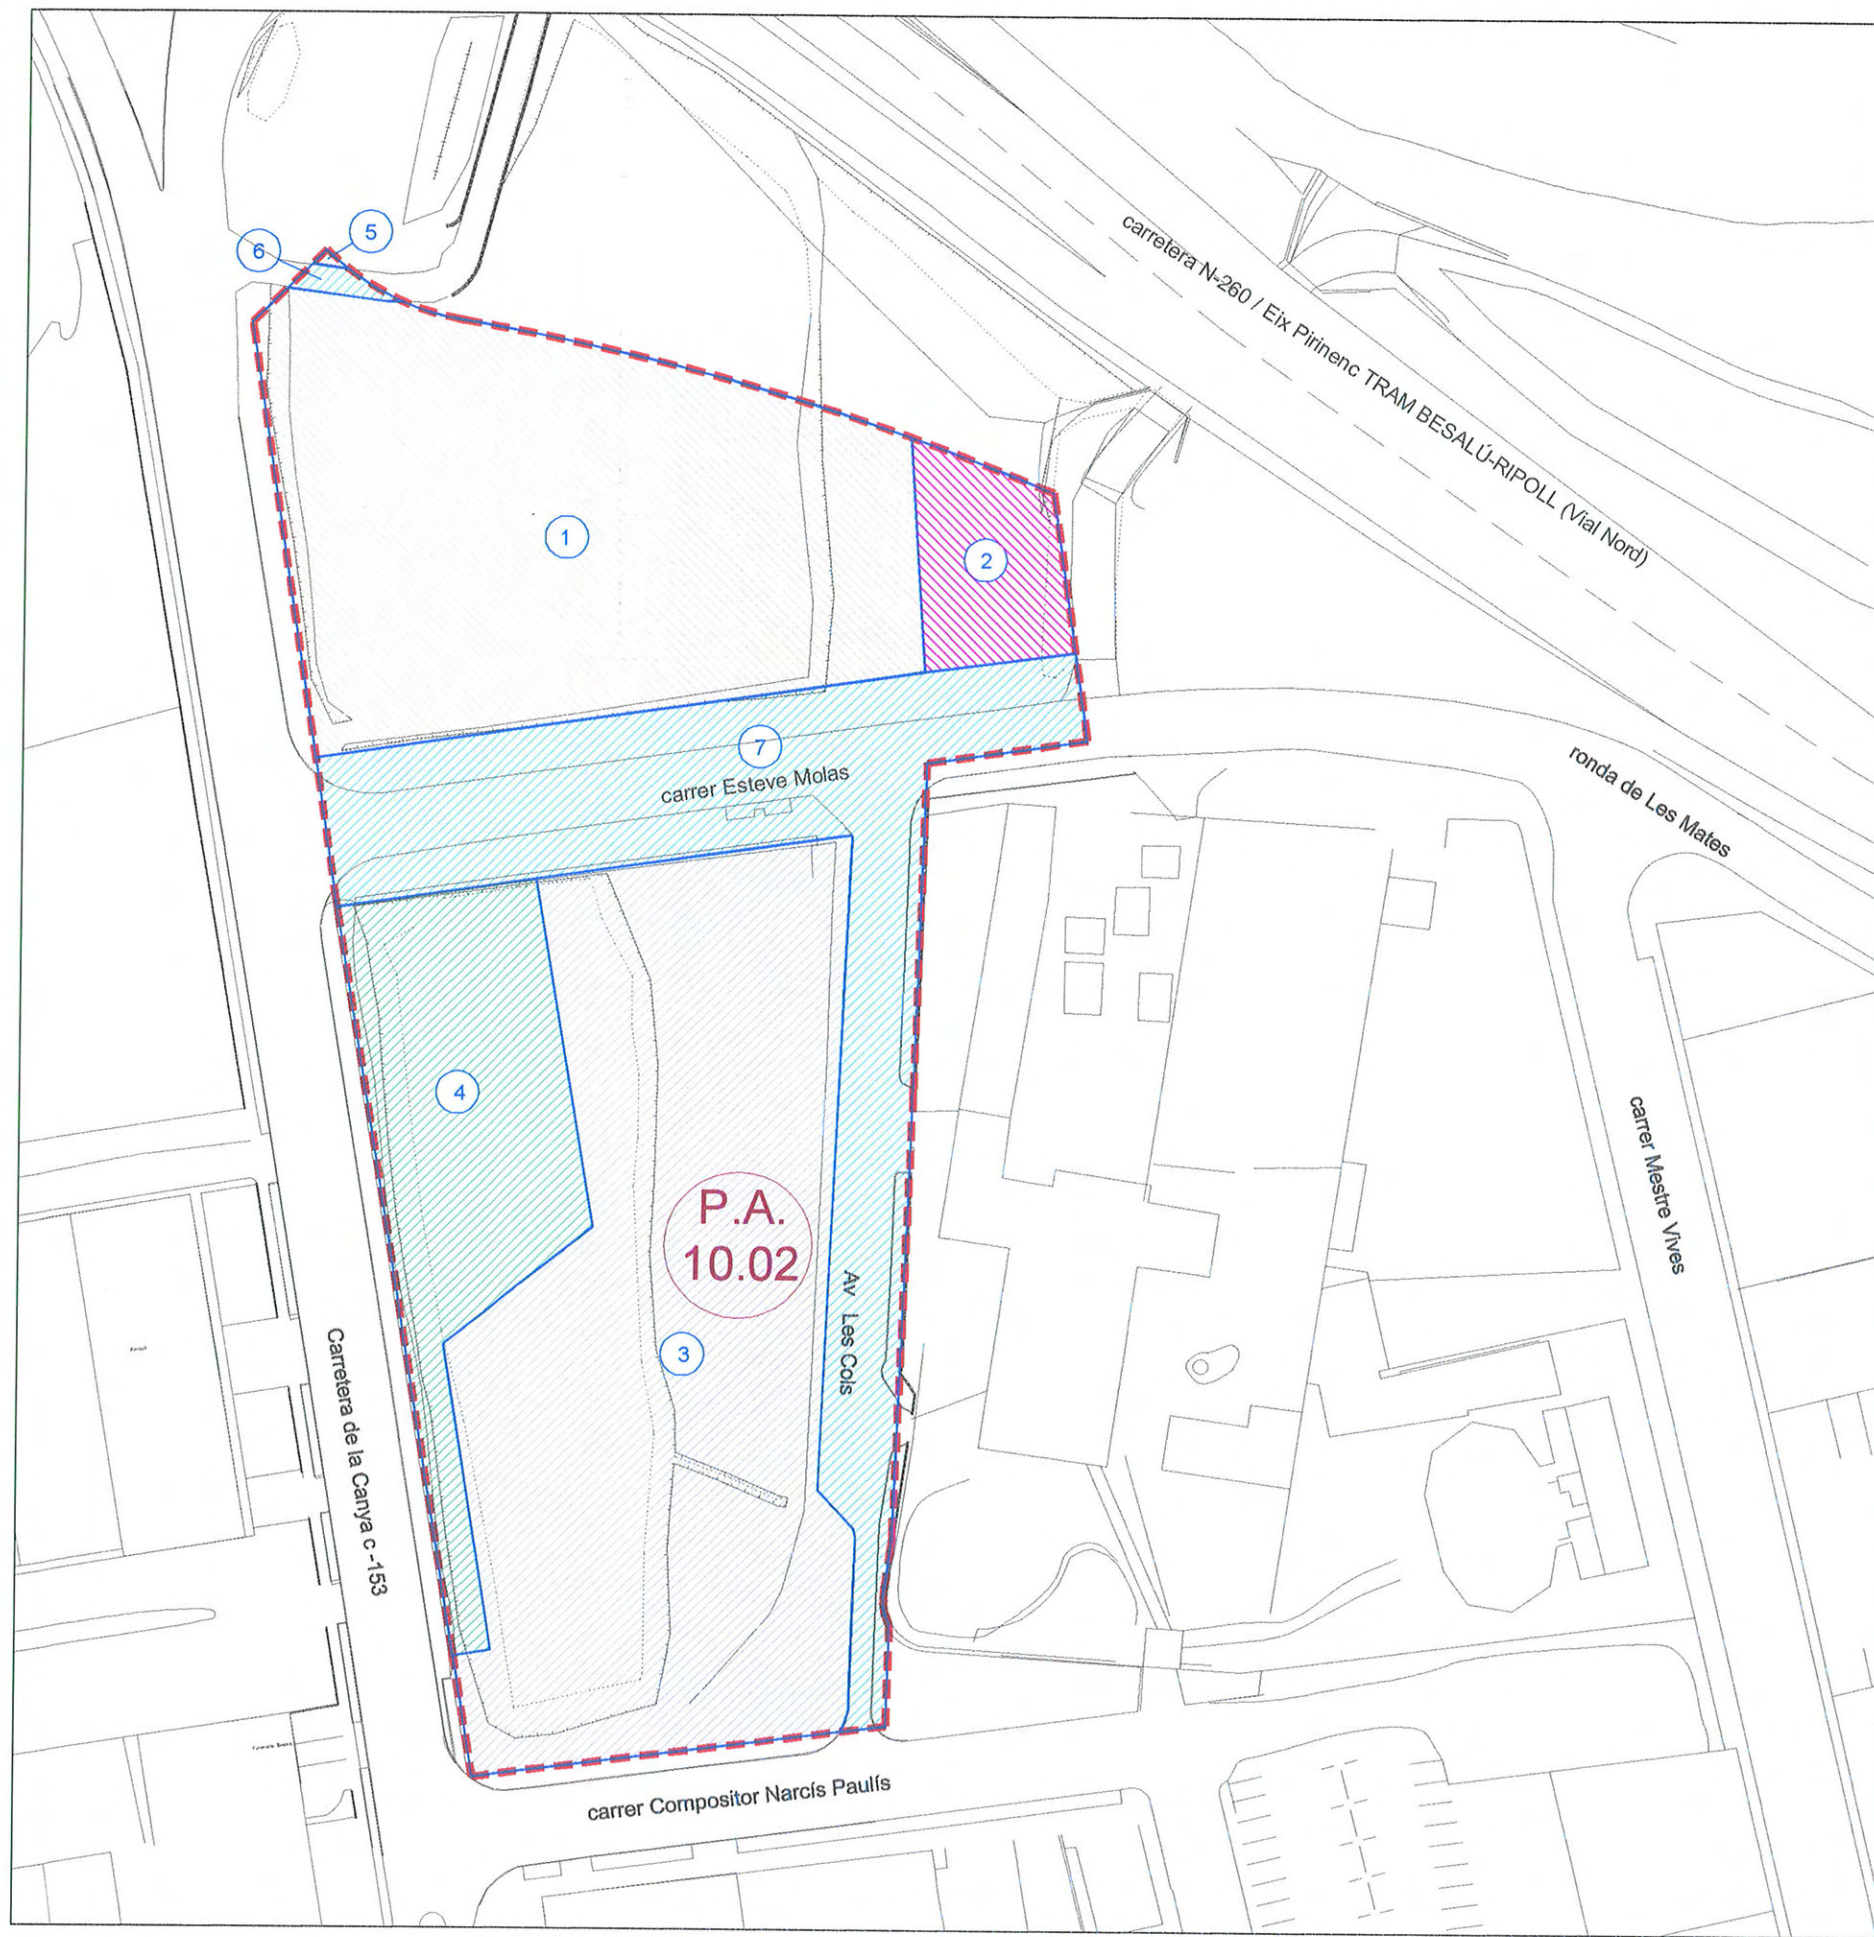 5
6
carretera N-260 / Eix Pirinenc TRAM BESALÚ-RIPOLL (Vial Nord)
1
2
7
carrer Esteve Molas
ronda de Les Mates
4
carrer Mestre Vives
P.A.
10.02
Av Les Cols
3
Carretera de la Canya c-153
carrer Compositor Narcís Paulís